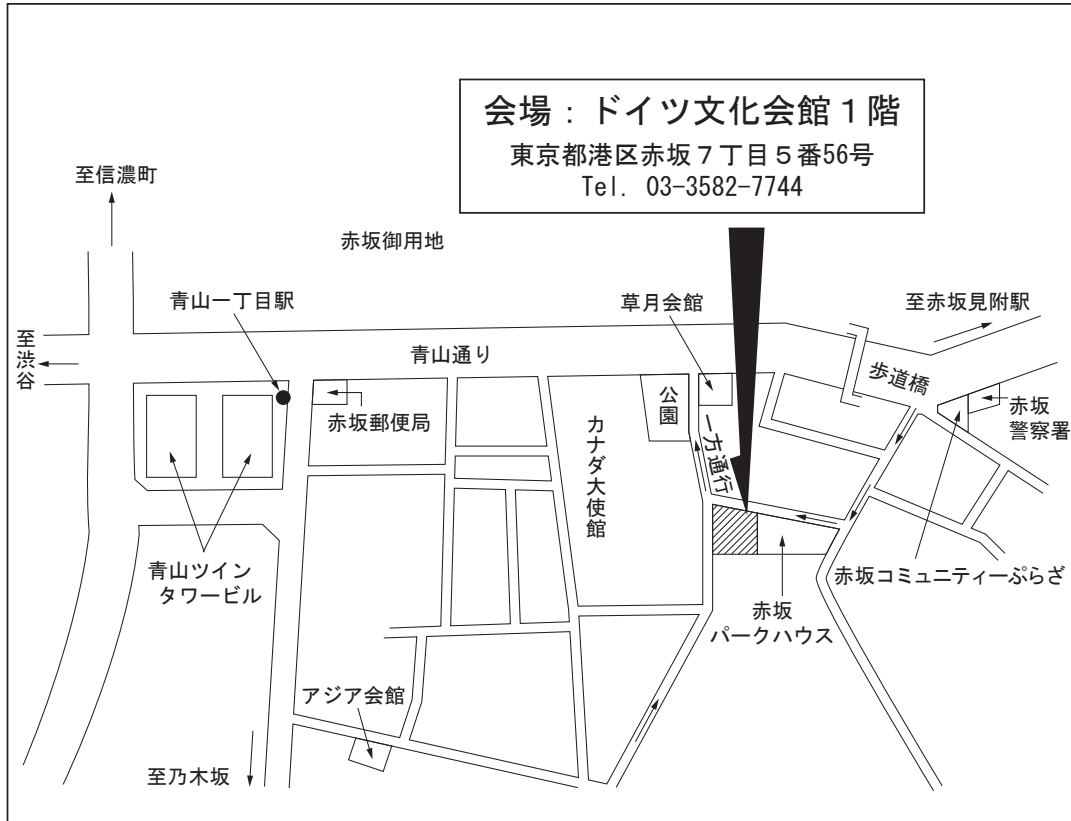 会場：ドイツ文化会館１階
東京都港区赤坂７丁目５番56号
Tel. 03-3582-7744
至信濃町
赤坂御用地
青山一丁目駅
草月会館
至赤坂見附駅
至渋谷
青山通り
歩道橋
赤坂郵便局
公園
赤坂
警察署
カナダ大使館
一方通行
青山ツイン
タワービル
赤坂コミュニティーぷらざ
赤坂
パークハウス
アジア会館
至乃木坂